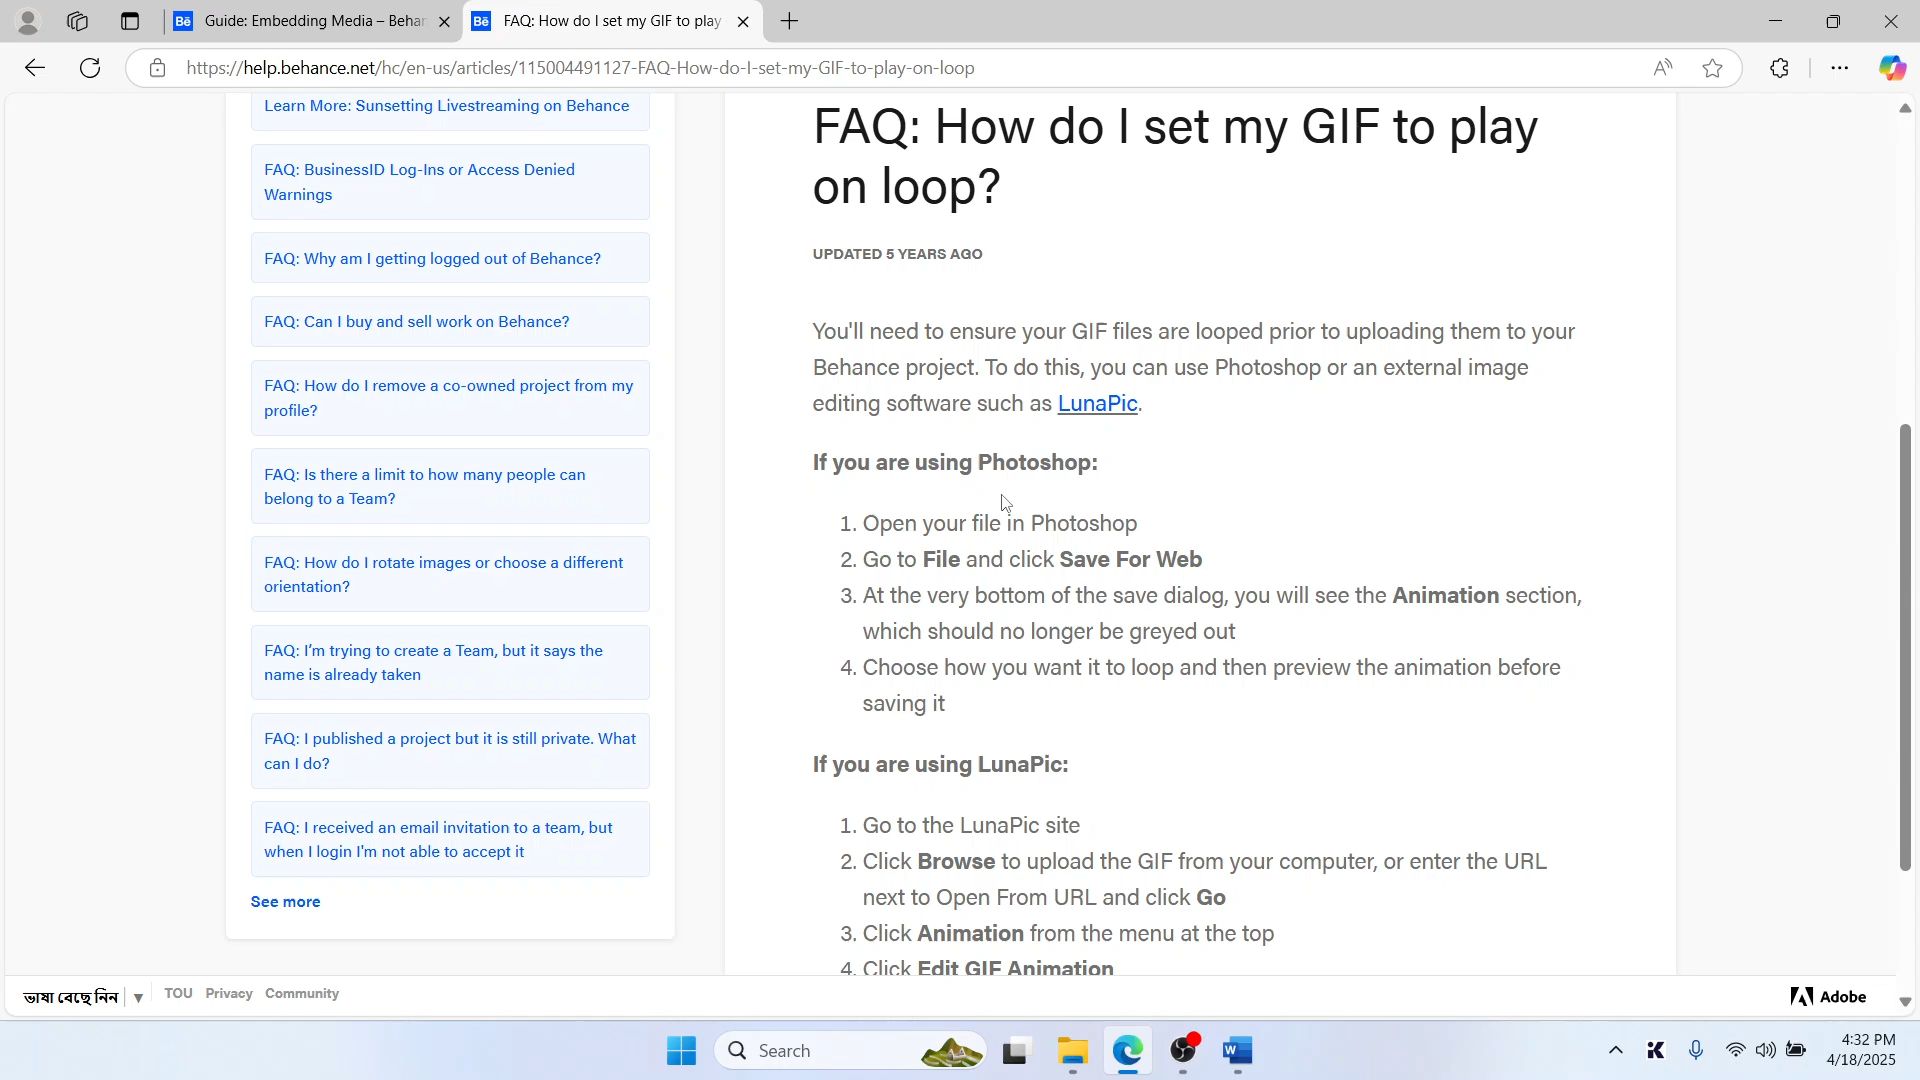 Guide: Embedding Media – Behan
FAQ: How do I set my GIF to play
https://help.behance.net/hc/en-us/articles/115004491127-FAQ-How-do-I-set-my-GIF-to-play-on-loop
Learn More: Sunsetting Livestreaming on Behance
FAQ: BusinessID Log-Ins or Access Denied
Warnings
FAQ: Why am I getting logged out of Behance?
FAQ: Can I buy and sell work on Behance?
FAQ: How do I remove a co-owned project from my
profile?
FAQ: Is there a limit to how many people can
belong to a Team?
FAQ: How do I rotate images or choose a different
orientation?
FAQ: I’m trying to create a Team, but it says the
name is already taken
FAQ: I published a project but it is still private. What
can I do?
FAQ: I received an email invitation to a team, but
when I login I'm not able to accept it
See more
FAQ: How do I set my GIF to play
on loop?
UPDATED 5 YEARS AGO
You'll need to ensure your GIF files are looped prior to uploading them to your
Behance project. To do this, you can use Photoshop or an external image
editing software such as LunaPic.
If you are using Photoshop:
1. Open your file in Photoshop
2. Go to File and click Save For Web
3. At the very bottom of the save dialog, you will see the Animation section,
which should no longer be greyed out
4. Choose how you want it to loop and then preview the animation before
saving it
If you are using LunaPic:
1. Go to the LunaPic site
2. Click Browse to upload the GIF from your computer, or enter the URL
next to Open From URL and click Go
3. Click Animation from the menu at the top
4. Click Edit GIF Animation
ভাষা বেছে নিন ▼ TOU Privacy Community
Adobe
Search
4:32 PM
4/18/2025